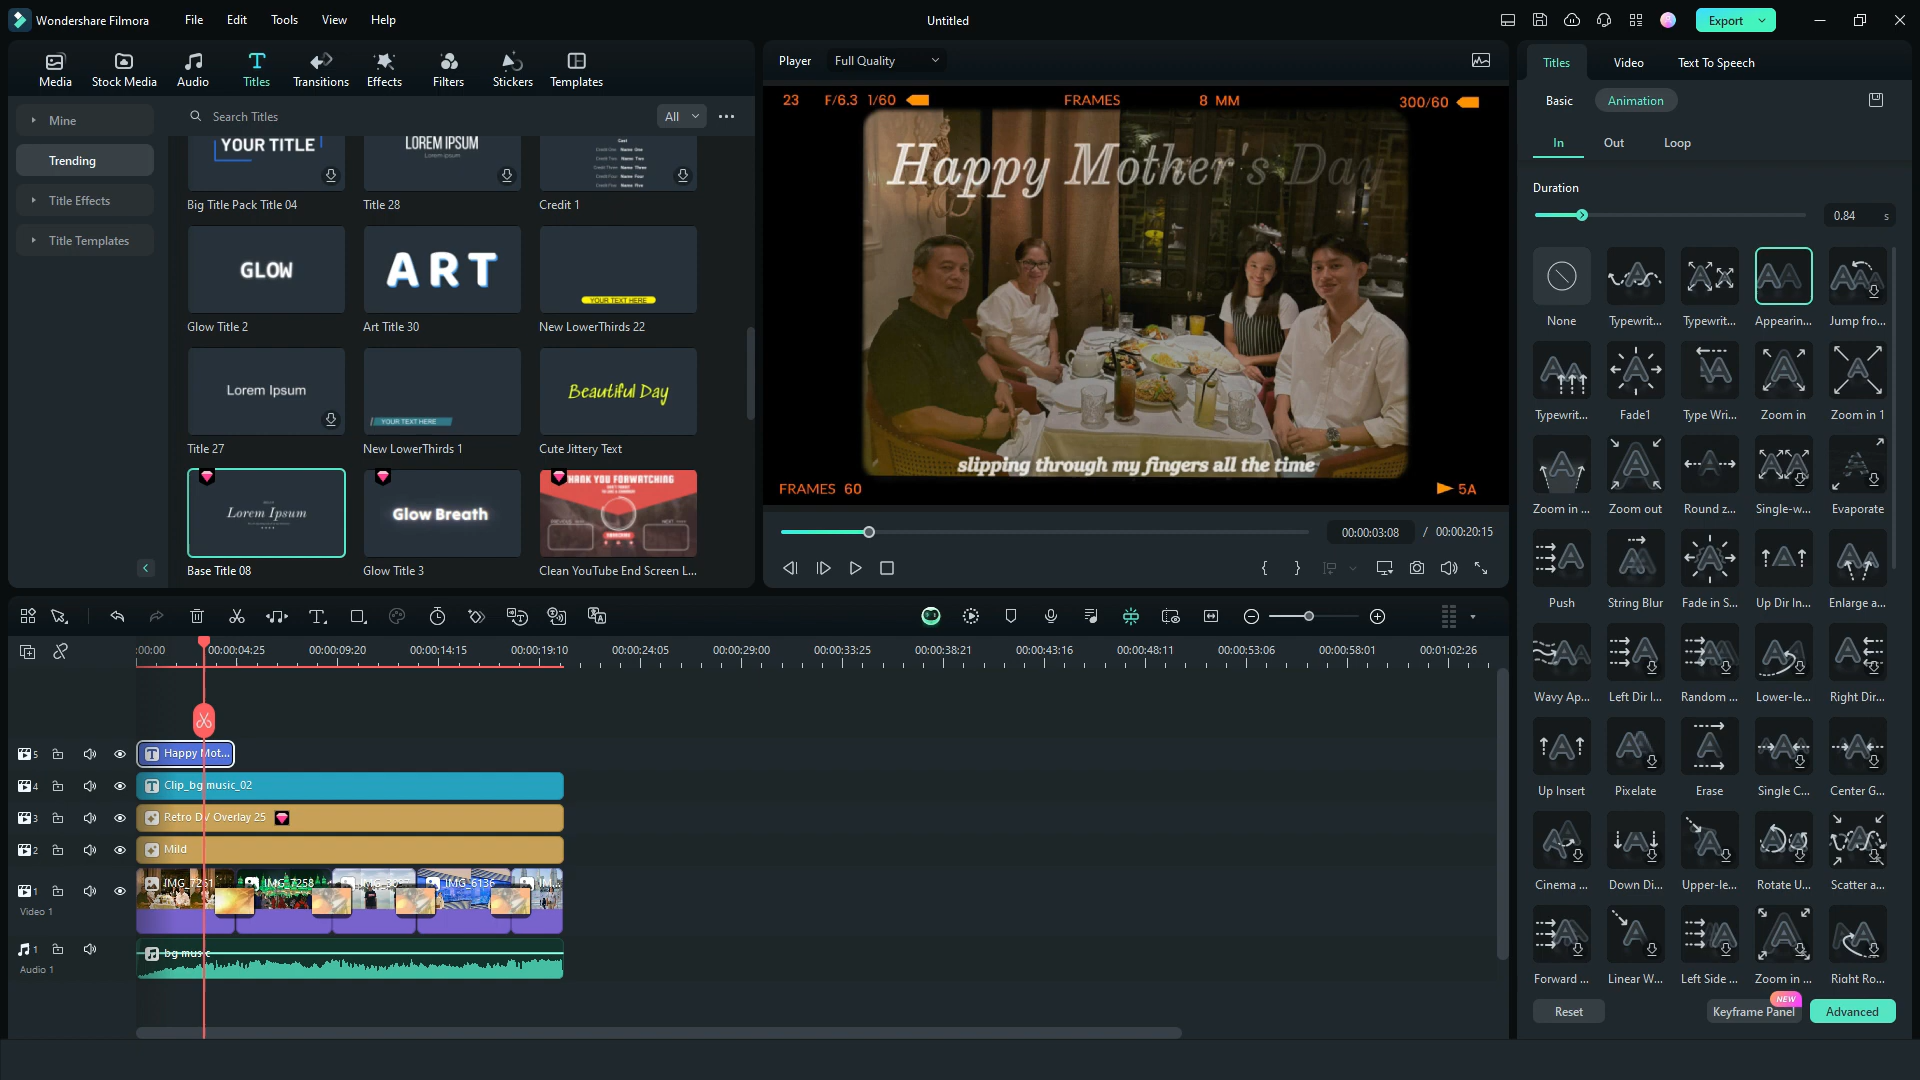 Wondershare Filmora
File Edit Tools View Help
Untitled
Export
Media Stock Media Audio Titles Transitions Effects Filters Stickers Templates
Mine
Trending
Title Effects
Title Templates
Search Titles
All
YOUR TITLE
LOREM IPSUM
Lorem ipsum
Cast
Big Title Pack Title 04
Title 28
Credit 1
GLOW
ART
YOUR TEXT HERE
Glow Title 2
Art Title 30
New LowerThirds 22
Lorem Ipsum
YOUR TEXT HERE
Beautiful Day
Title 27
New LowerThirds 1
Cute Jittery Text
Lorem Ipsum
Glow Breath
THANK YOU FORWATCHING
Base Title 08
Glow Title 3
Clean YouTube End Screen L...
Player
Full Quality
23 F/6.3 1/60 FRAMES 8 MM 300/60
Happy Mother's Day
slipping through my fingers all the time
FRAMES 60
5A
00:00:03:08 / 00:00:20:15
Titles Video Text To Speech
Basic Animation
In Out Loop
Duration
0.84 s
None Typewrit... Typewrit... Appearin... Jump fro...
Typewrit... Fade1 Type Wri... Zoom in Zoom in 1
Zoom in ... Zoom out Round z... Single-w... Evaporate
Push String Blur Fade in S... Up Dir In... Enlarge a...
Wavy Ap... Left Dir I... Random ... Lower-le... Right Dir...
Up Insert Pixelate Erase Single C... Center G...
Cinema ... Down Di... Upper-le... Rotate U... Scatter a...
Forward ... Linear W... Left Side ... Zoom in ... Right Ro...
NEW
Reset Keyframe Panel Advanced
:00:00 00:00:04:25 00:00:09:20 00:00:14:15 00:00:19:10 00:00:24:05 00:00:29:00 00:00:33:25 00:00:38:21 00:00:43:16 00:00:48:11 00:00:53:06 00:00:58:01 00:01:02:26
5
Happy Mot...
4
Clip_bg music_02
3
Retro DV Overlay 25
2
Mild
1
IMG_7261 IMG_7258 IMG_6136 IM...
Video 1
1
bg music
Audio 1